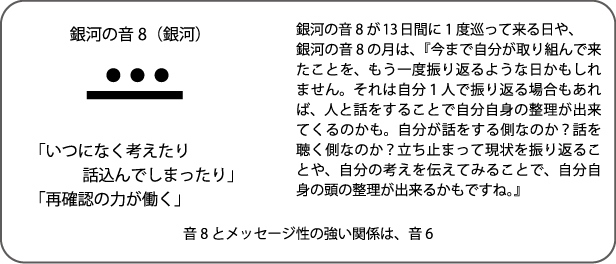 銀河の音8（銀河）
「いつになく考えたり
話込んでしまったり」
「再確認の力が働く」
銀河の音8が13日間に1度巡って来る日や、
銀河の音8の月は、『今まで自分が取り組んで来
たことを、もう一度振り返るような日かもしれ
ません。それは自分1人で振り返る場合もあれ
ば、人と話をすることで自分自身の整理が出来
てくるのかも。自分が話をする側なのか？話を
聴く側なのか？立ち止まって現状を振り返るこ
とや、自分の考えを伝えてみることで、自分自
身の頭の整理が出来るかもですね。』
音8とメッセージ性の強い関係は、音6